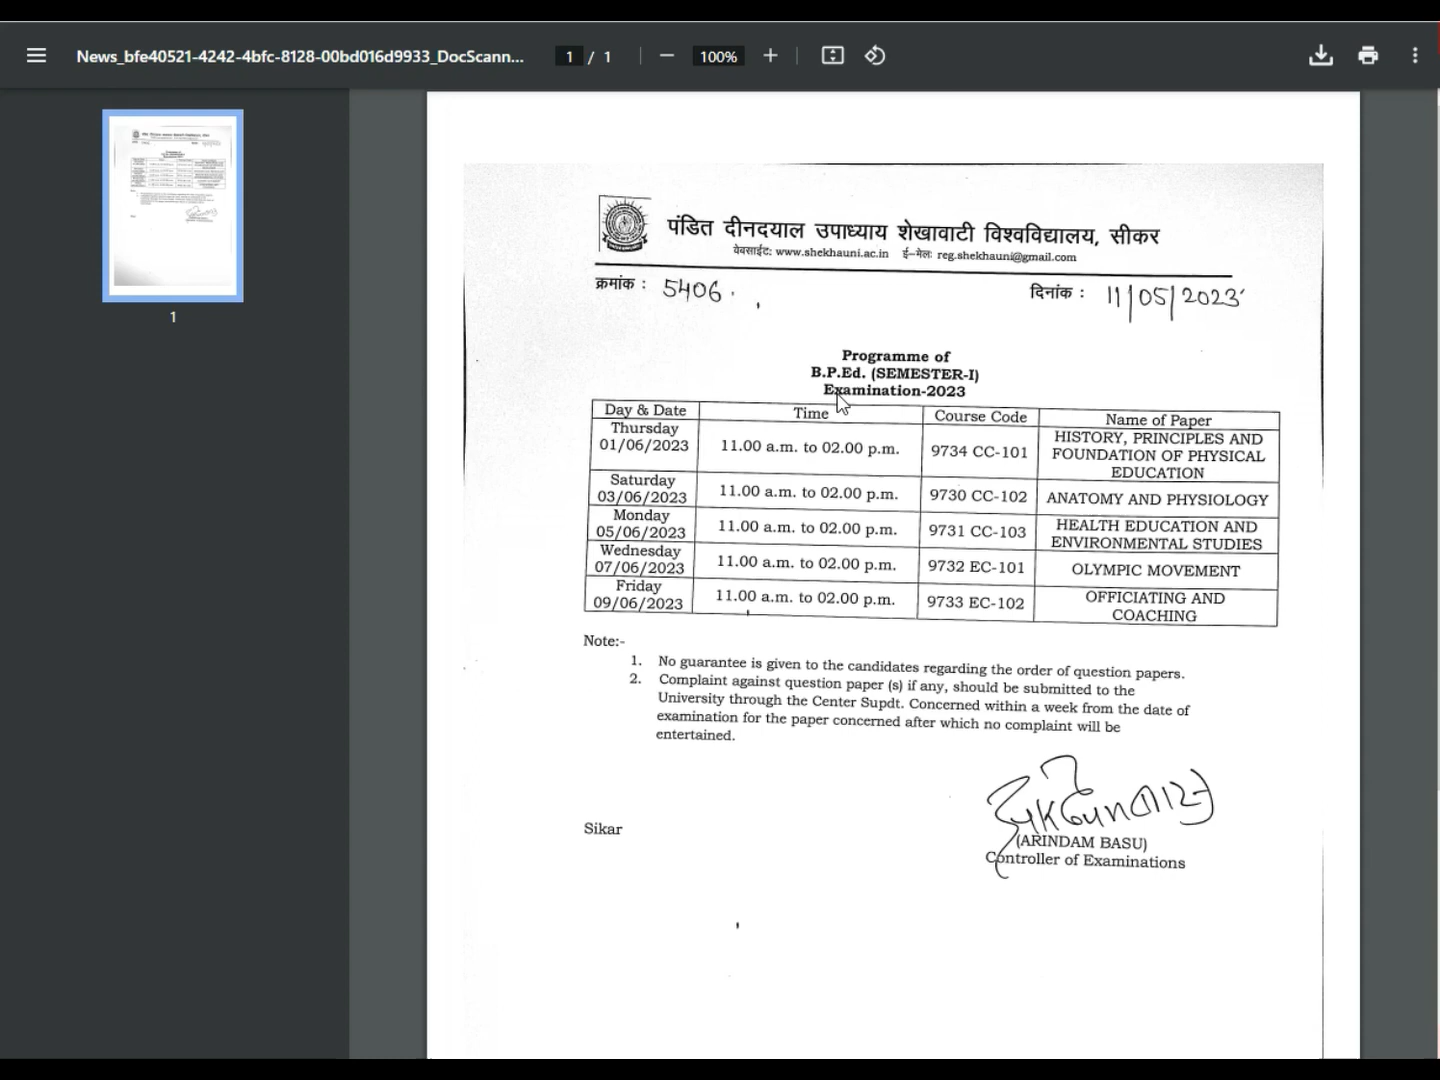 News_bfe40521-4242-4bfc-8128-00bd016d9933_DocScann...
1 / 1
100%
1
पंडित दीनदयाल उपाध्याय शेखावाटी विश्वविद्यालय, सीकर
वेबसाईट: www.shekhauni.ac.in ई-मेलः reg.shekhauni@gmail.com
क्रमांक : 5406.
दिनांक : 11/05/2023
Programme of
B.P.Ed. (SEMESTER-I)
Examination-2023
Day & Date Time Course Code Name of Paper
Thursday
01/06/2023 11.00 a.m. to 02.00 p.m. 9734 CC-101 HISTORY, PRINCIPLES AND
FOUNDATION OF PHYSICAL
EDUCATION
Saturday
03/06/2023 11.00 a.m. to 02.00 p.m. 9730 CC-102 ANATOMY AND PHYSIOLOGY
Monday
05/06/2023 11.00 a.m. to 02.00 p.m. 9731 CC-103 HEALTH EDUCATION AND
ENVIRONMENTAL STUDIES
Wednesday
07/06/2023 11.00 a.m. to 02.00 p.m. 9732 EC-101 OLYMPIC MOVEMENT
Friday
09/06/2023 11.00 a.m. to 02.00 p.m. 9733 EC-102 OFFICIATING AND
COACHING
Note:-
1. No guarantee is given to the candidates regarding the order of question papers.
2. Complaint against question paper (s) if any, should be submitted to the
University through the Center Supdt. Concerned within a week from the date of
examination for the paper concerned after which no complaint will be
entertained.
Sikar
(ARINDAM BASU)
Controller of Examinations